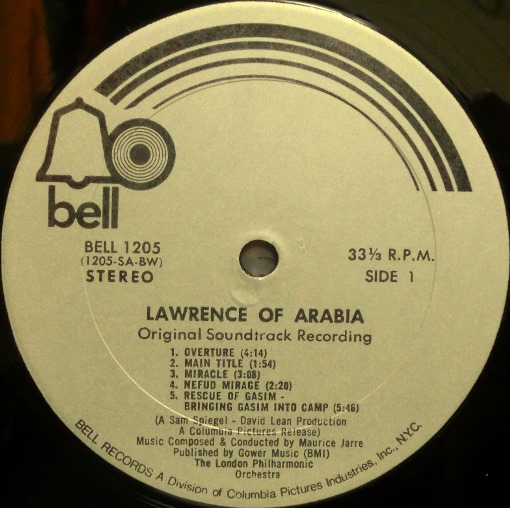 bell
BELL 1205
(1205-SA-BW)
STEREO
33⅓ R.P.M.
SIDE 1
LAWRENCE OF ARABIA
Original Soundtrack Recording
1. OVERTURE (4:14)
2. MAIN TITLE (1:54)
3. MIRACLE (3:08)
4. NEFUD MIRAGE (2:20)
5. RESCUE OF GASIM -
BRINGING GASIM INTO CAMP (5:46)
(A Sam Spiegel - David Lean Production
A Columbia Pictures Release)
Music Composed & Conducted by Maurice Jarre
Published by Gower Music (BMI)
The London Philharmonic
Orchestra
BELL RECORDS A Division of Columbia Pictures Industries, Inc., N.Y.C.